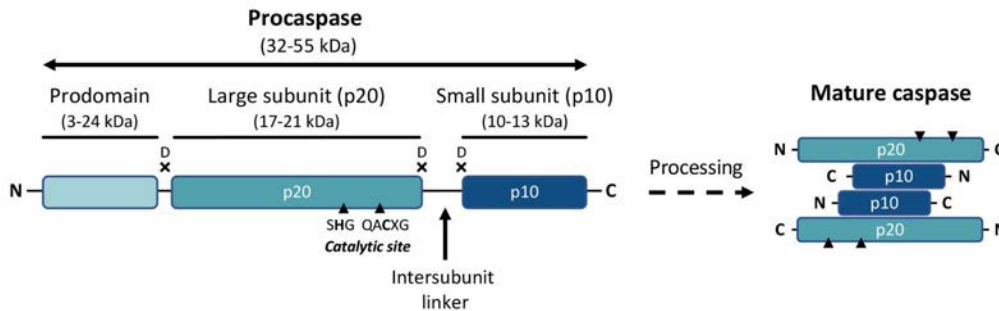 Procaspase
(32-55 kDa)
Prodomain
(3-24 kDa)
Large subunit (p20)
(17-21 kDa)
Small subunit (p10)
(10-13 kDa)
D
D
D
N
p20
p10
C
SHG QACXG
Catalytic site
Intersubunit
linker
Processing
Mature caspase
N p20 C
C p10 N
N p10 C
C p20 N